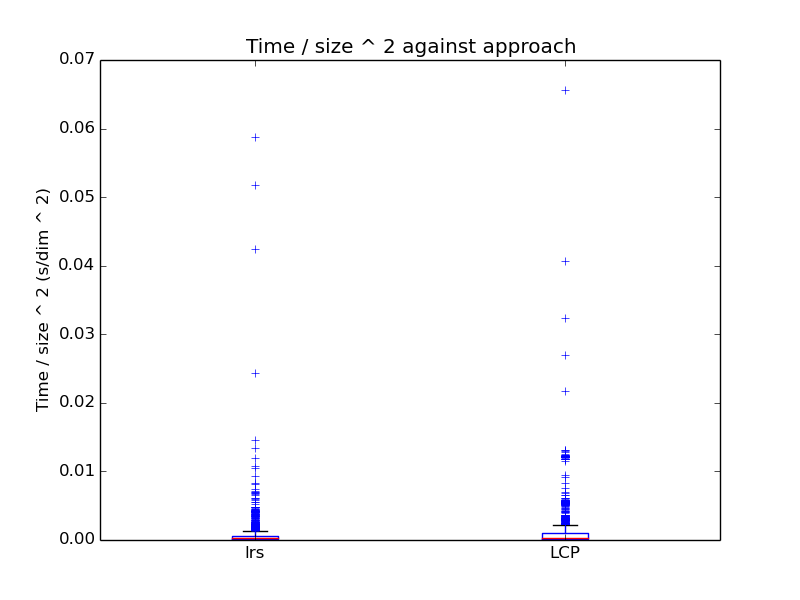 Time / size ^ 2 against approach
0.07
0.06
0.05
0.04
0.03
0.02
0.01
0.00
Time / size ^ 2 (s/dim ^ 2)
lrs
LCP